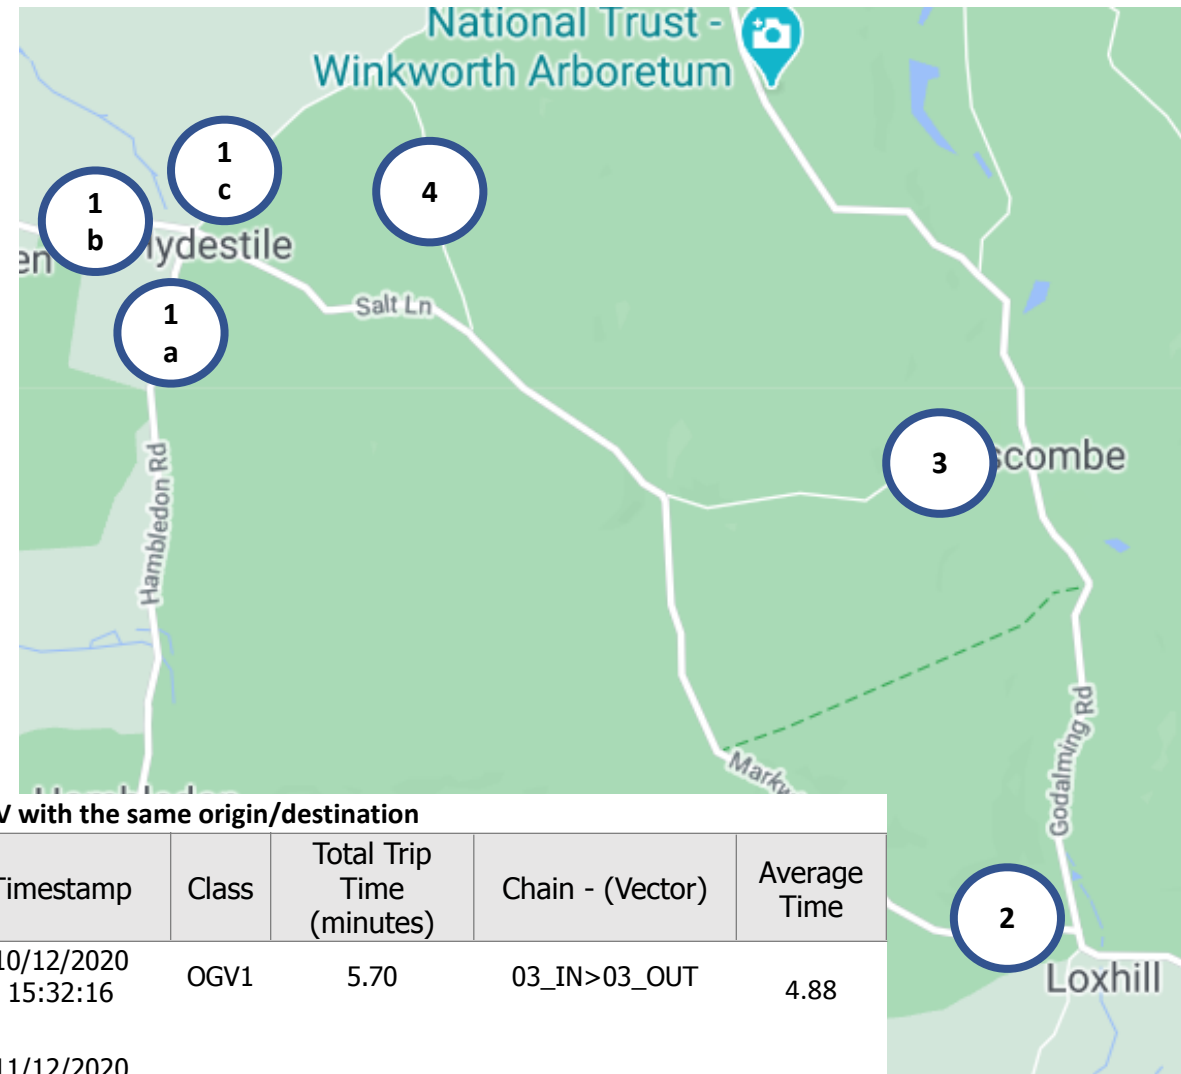 National Trust -
Winkworth Arboretum
1
c
1
b
4
ydestile
en
Salt Ln
1
a
Hambledon Rd
3
scombe
Markw
Godalming Rd
V with the same origin/destination
Timestamp
Class
Total Trip
Time
(minutes)
Chain - (Vector)
Average
Time
10/12/2020
15:32:16
OGV1
5.70
03_IN>03_OUT
4.88
11/12/2020
2
Loxhill